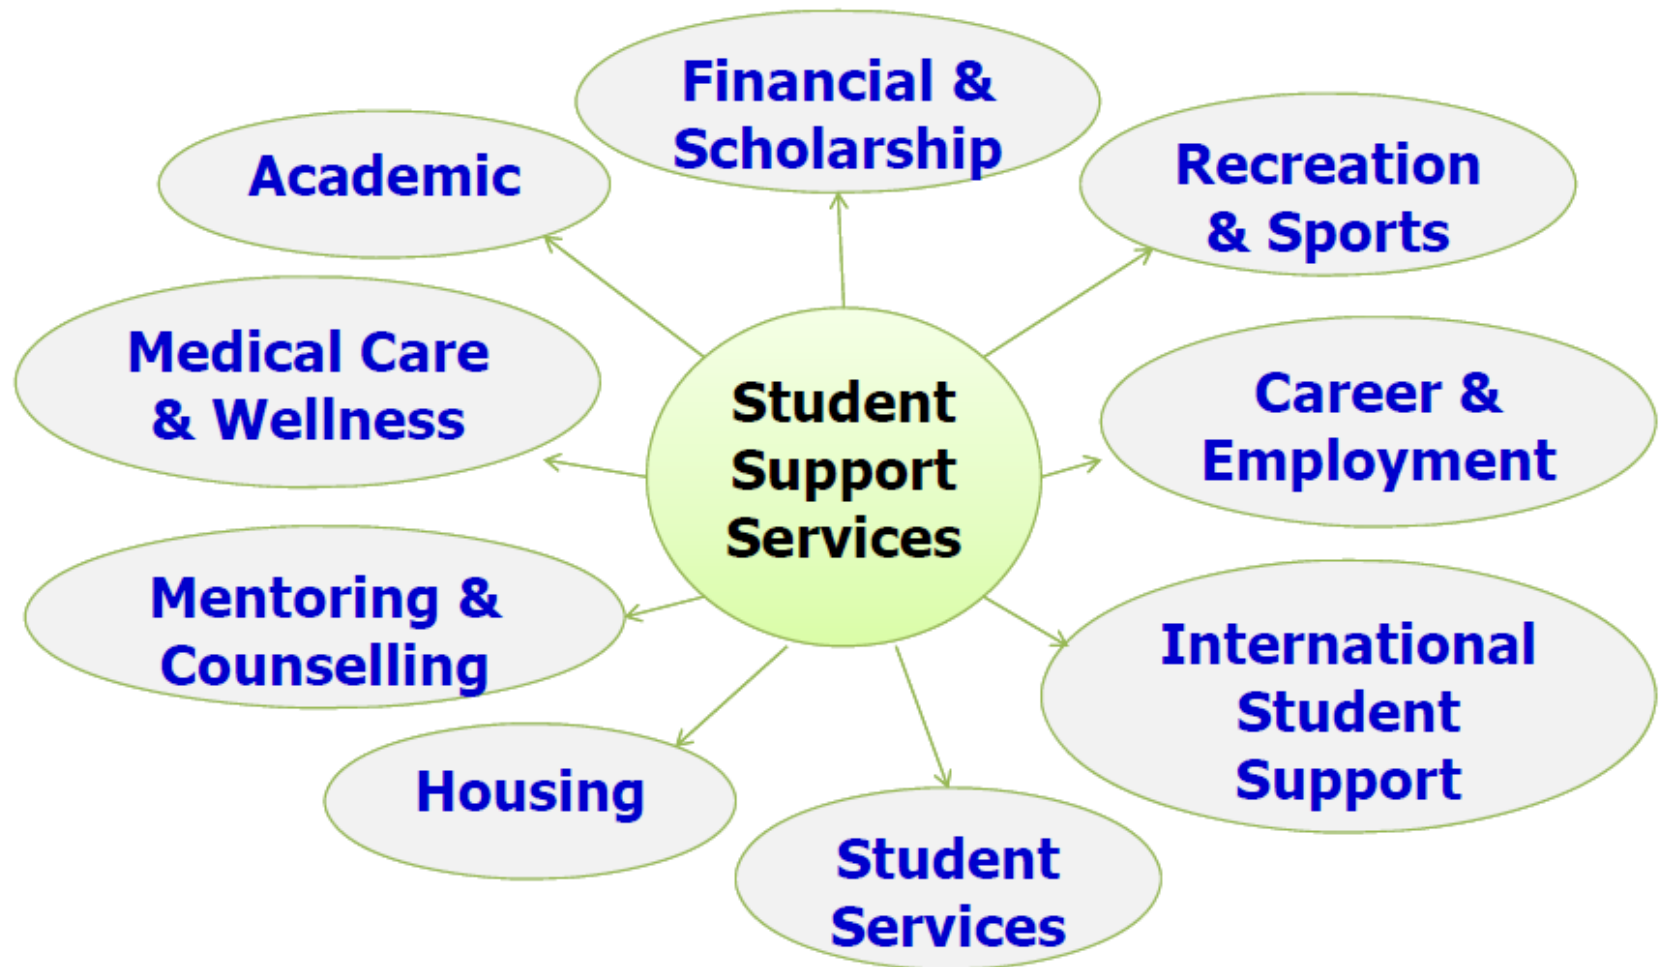 Financial &
Scholarship
Academic
Recreation
& Sports
Medical Care
& Wellness
Student
Support
Services
Career &
Employment
Mentoring &
Counselling
International
Student
Support
Housing
Student
Services